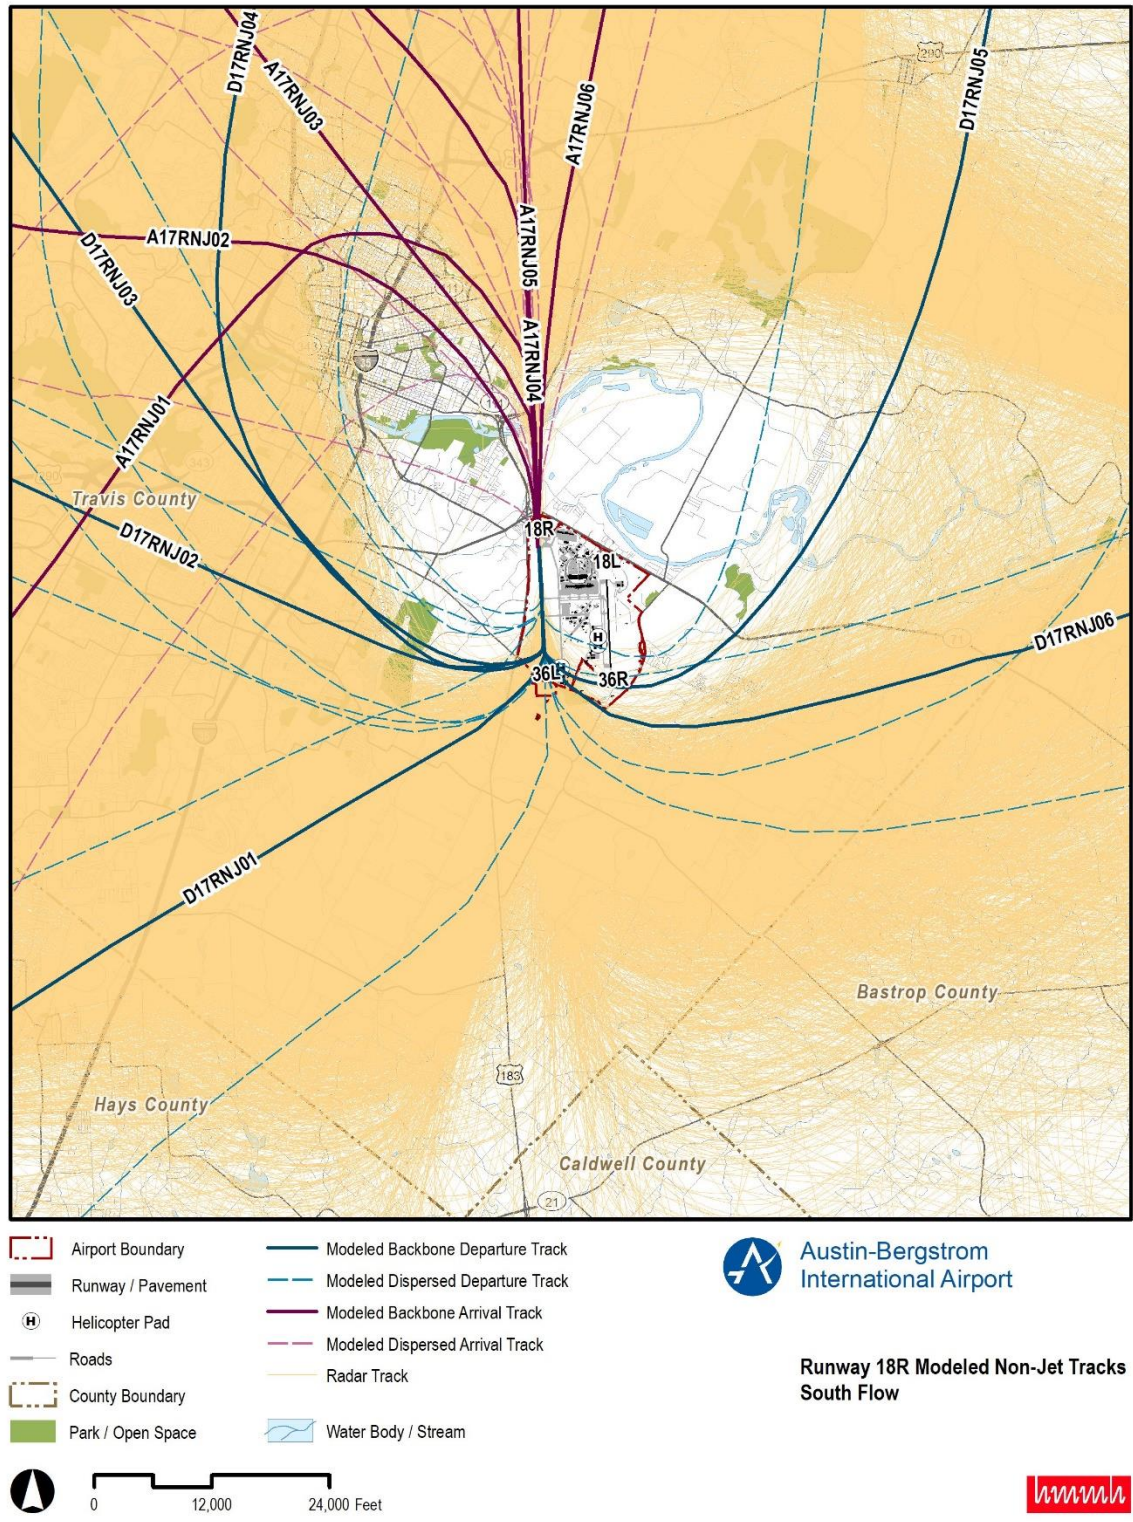 D17RNJ04
A17RNJ03
A17RNJ06
D17RNJ05
290
A17RNJ02
D17RNJ03
A17RNJ05
A17RNJ04
35
A17RNJ01
290
343
Travis County
D17RNJ02
18R
18L
H
D17RNJ06
36L
36R
D17RNJ01
Bastrop County
183
Hays County
Caldwell County
21
Airport Boundary
Runway / Pavement
H
Helicopter Pad
Roads
County Boundary
Park / Open Space
Modeled Backbone Departure Track
Modeled Dispersed Departure Track
Modeled Backbone Arrival Track
Modeled Dispersed Arrival Track
Radar Track
Water Body / Stream
Austin-Bergstrom
International Airport
Runway 18R Modeled Non-Jet Tracks
South Flow
0 12,000 24,000 Feet
hmmh